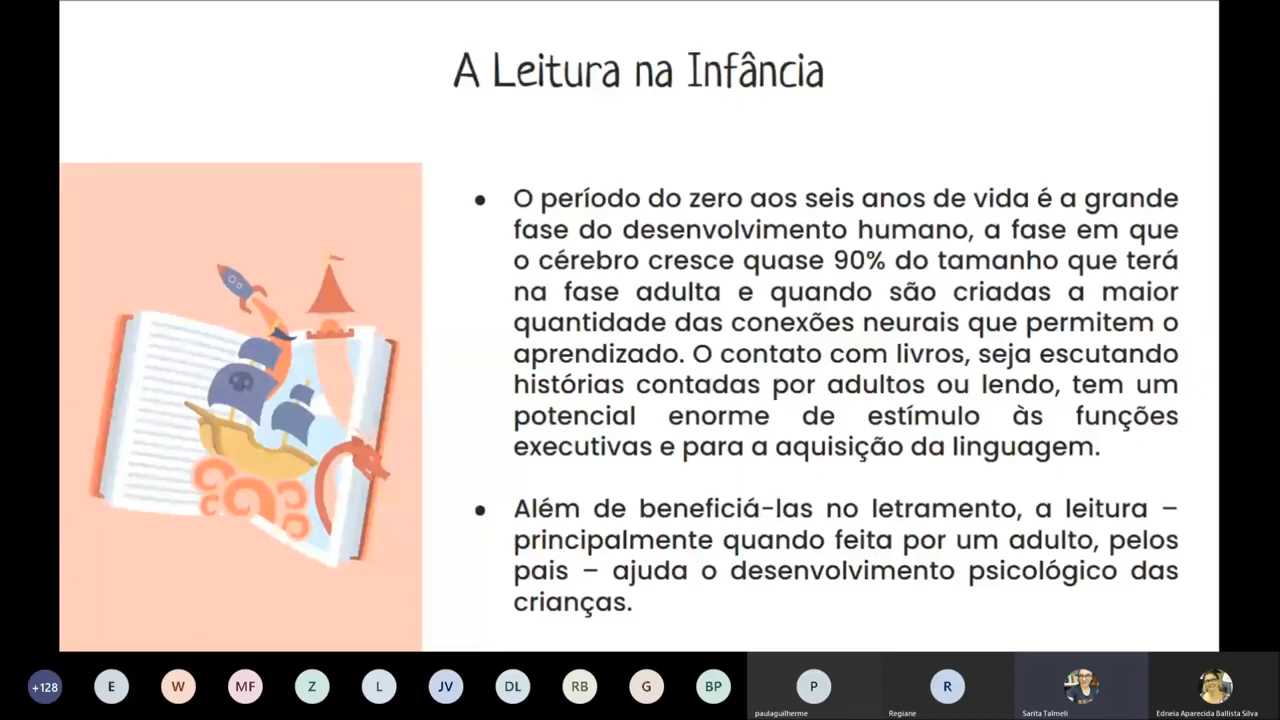 A Leitura na Infância
• O período do zero aos seis anos de vida é a grande
fase do desenvolvimento humano, a fase em que
o cérebro cresce quase 90% do tamanho que terá
na fase adulta e quando são criadas a maior
quantidade das conexões neurais que permitem o
aprendizado. O contato com livros, seja escutando
histórias contadas por adultos ou lendo, tem um
potencial enorme de estímulo às funções
executivas e para a aquisição da linguagem.
• Além de beneficiá-las no letramento, a leitura –
principalmente quando feita por um adulto, pelos
pais – ajuda o desenvolvimento psicológico das
crianças.
+128 E W MF Z L JV DL RB G BP P R
paulaguilherme Regiane Sarita Talmeli Edneia Aparecida Ballista Silva